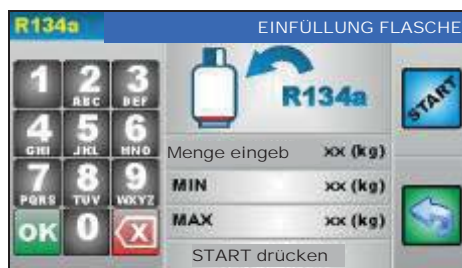 R134a EINFÜLLUNG FLASCHE
1 2 3
ABC DEF
R134a
START
4 5 6
GHI JKL MNO
Menge eingeb xx (kg)
7 8 9
PQRS TUV WXYZ
MIN xx (kg)
OK 0 X
MAX xx (kg)
START drücken